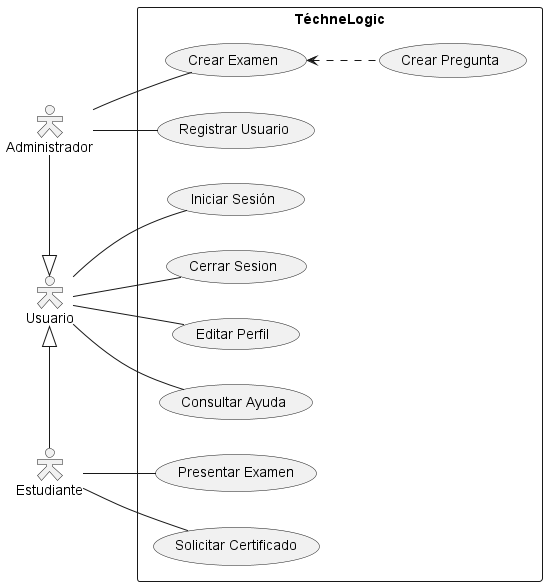 TéchneLogic
Crear Examen
Crear Pregunta
Registrar Usuario
Administrador
Iniciar Sesión
Cerrar Sesion
Usuario
Editar Perfil
Consultar Ayuda
Presentar Examen
Estudiante
Solicitar Certificado